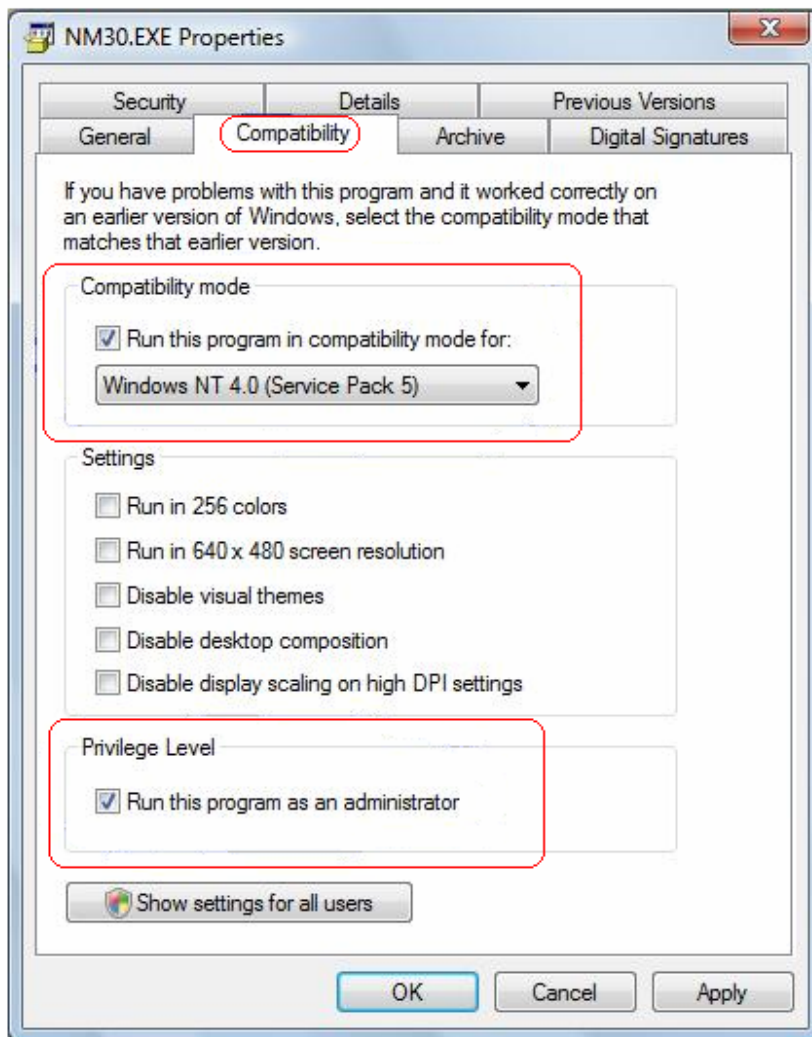 NM30.EXE Properties
Security Details Previous Versions
General Compatibility Archive Digital Signatures
If you have problems with this program and it worked correctly on
an earlier version of Windows, select the compatibility mode that
matches that earlier version.
Compatibility mode
Run this program in compatibility mode for:
Windows NT 4.0 (Service Pack 5)
Settings
Run in 256 colors
Run in 640 x 480 screen resolution
Disable visual themes
Disable desktop composition
Disable display scaling on high DPI settings
Privilege Level
Run this program as an administrator
Show settings for all users
OK Cancel Apply